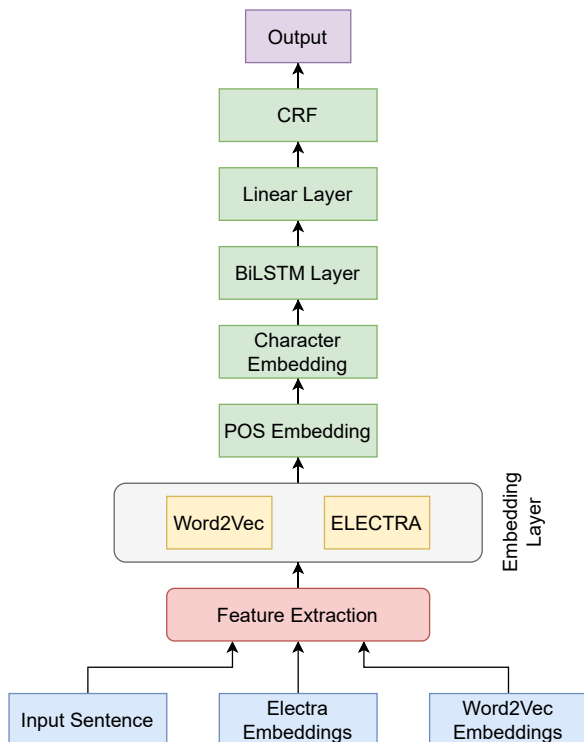 Output
CRF
Linear Layer
BiLSTM Layer
Character
Embedding
POS Embedding
Word2Vec
ELECTRA
Embedding
Layer
Feature Extraction
Input Sentence
Electra
Embeddings
Word2Vec
Embeddings